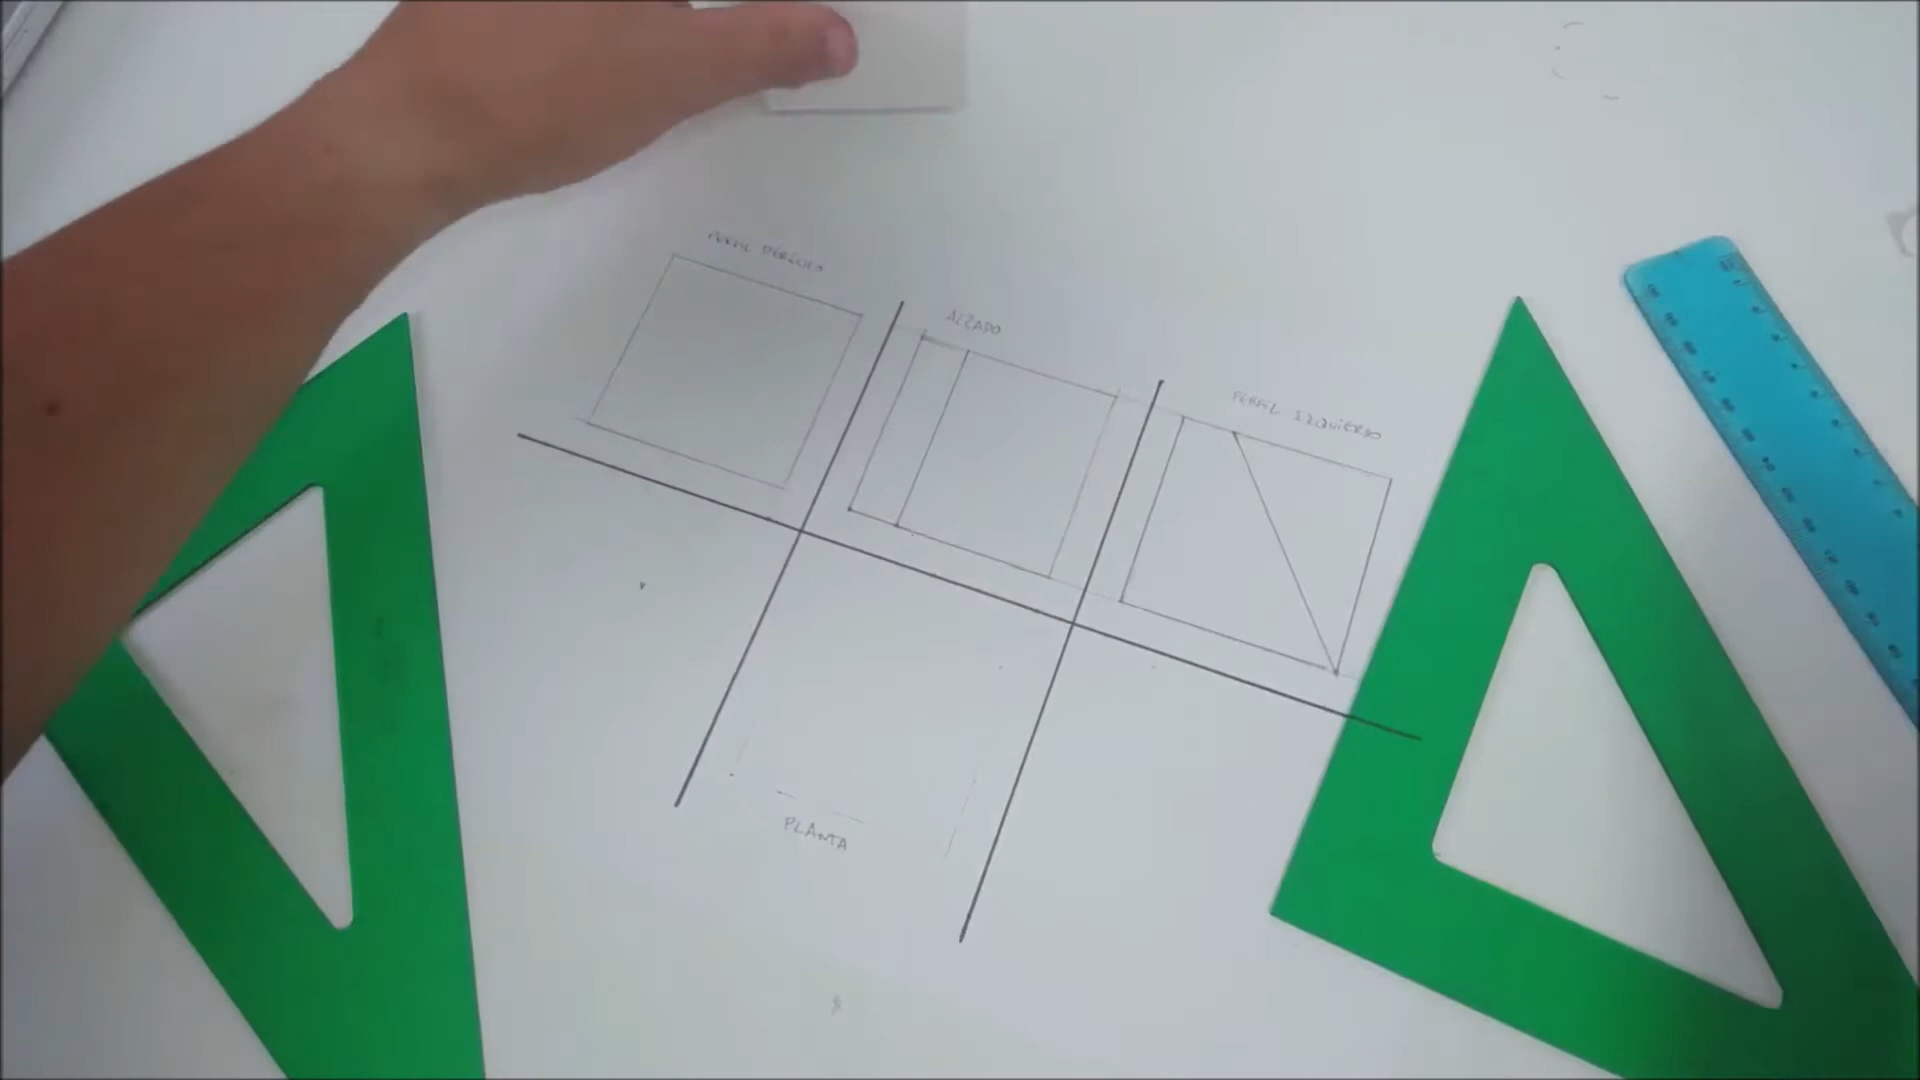 PERFIL DERECHO
ALZADO
PERFIL IZQUIERDO
PLANTA